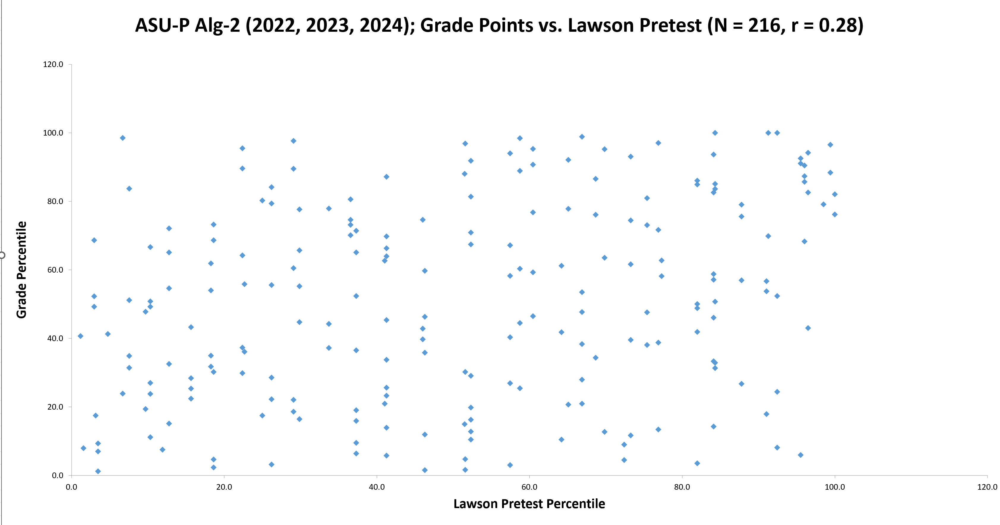 ASU-P Alg-2 (2022, 2023, 2024); Grade Points vs. Lawson Pretest (N = 216, r = 0.28)
120.0
100.0
80.0
60.0
40.0
20.0
0.0
Grade Percentile
0.0 20.0 40.0 60.0 80.0 100.0 120.0
Lawson Pretest Percentile